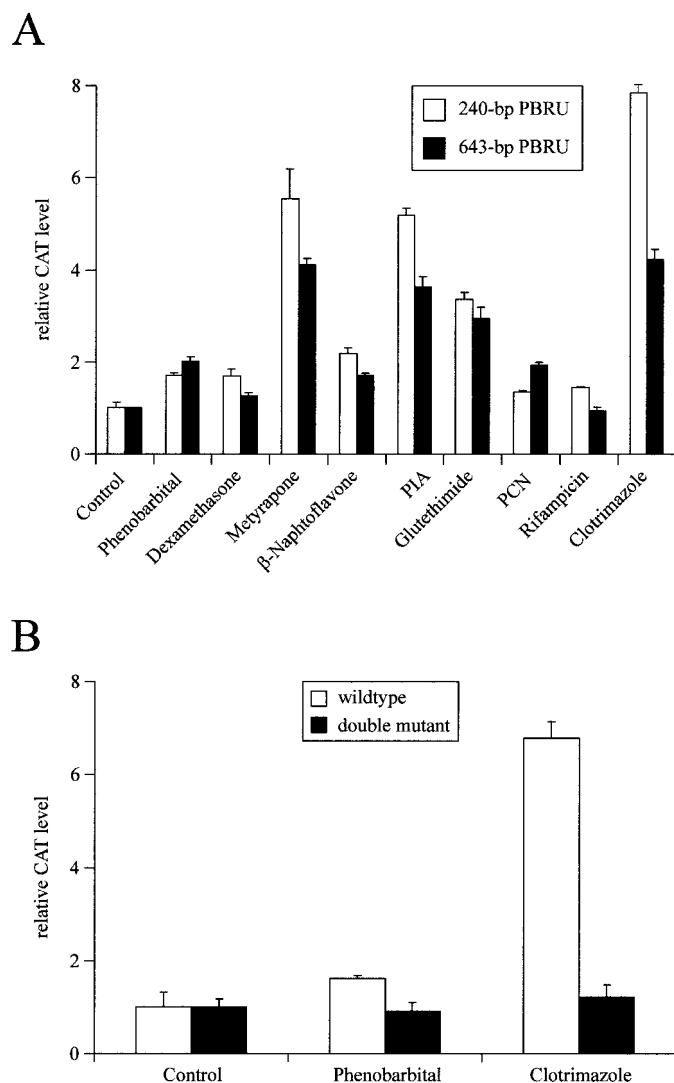 A
8
6
4
2
0
relative CAT level
240-bp PBRU
643-bp PBRU
Control
Phenobarbital
Dexamethasone
Metyrapone
β-Naphtoflavone
PIA
Glutethimide
PCN
Rifampicin
Clotrimazole
B
8
6
4
2
0
relative CAT level
wildtype
double mutant
Control
Phenobarbital
Clotrimazole